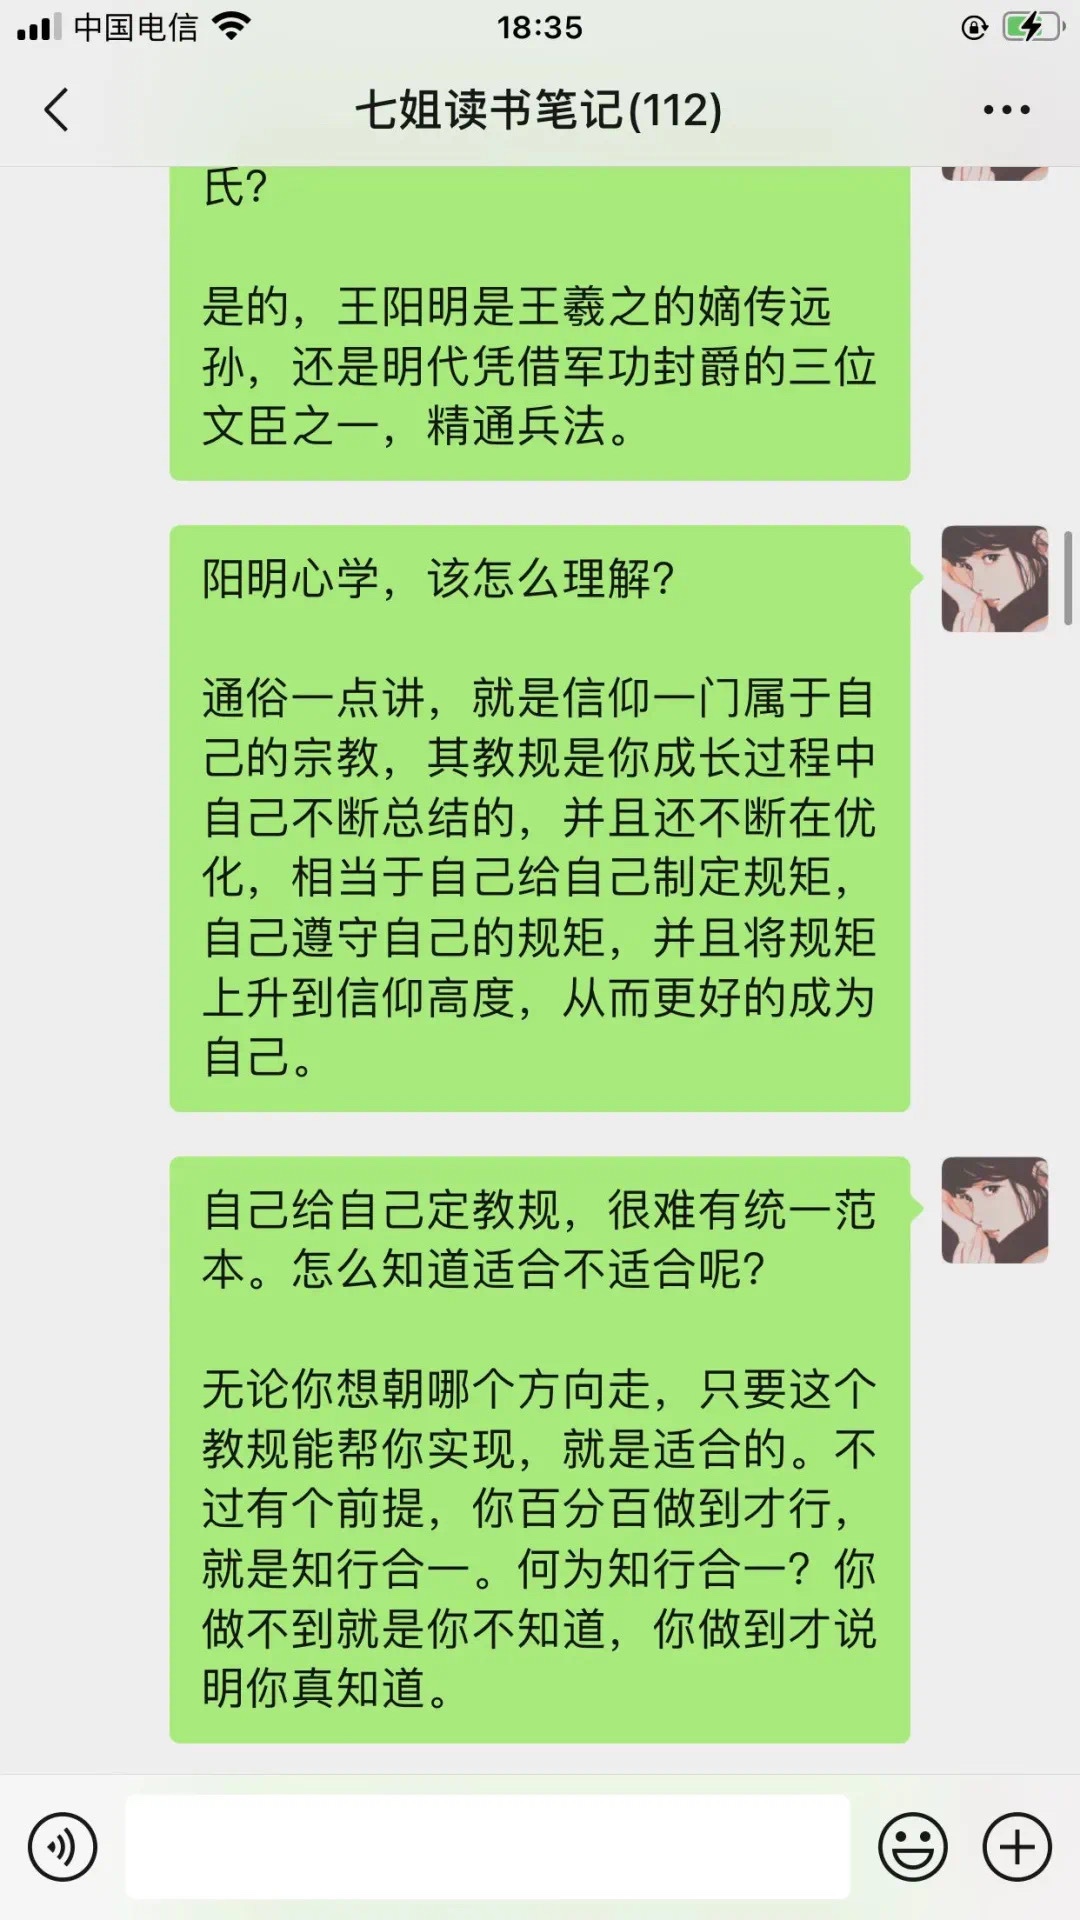 中国电信
18:35
七姐读书笔记(112)
氏?
是的，王阳明是王羲之的嫡传远
孙，还是明代凭借军功封爵的三位
文臣之一，精通兵法。
阳明心学，该怎么理解?
通俗一点讲，就是信仰一门属于自
己的宗教，其教规是你成长过程中
自己不断总结的，并且还不断在优
化，相当于自己给自己制定规矩，
自己遵守自己的规矩，并且将规矩
上升到信仰高度，从而更好的成为
自己。
自己给自己定教规，很难有统一范
本。怎么知道适合不适合呢?
无论你想朝哪个方向走，只要这个
教规能帮你实现，就是适合的。不
过有个前提，你百分百做到才行，
就是知行合一。何为知行合一? 你
做不到就是你不知道，你做到才说
明你真知道。